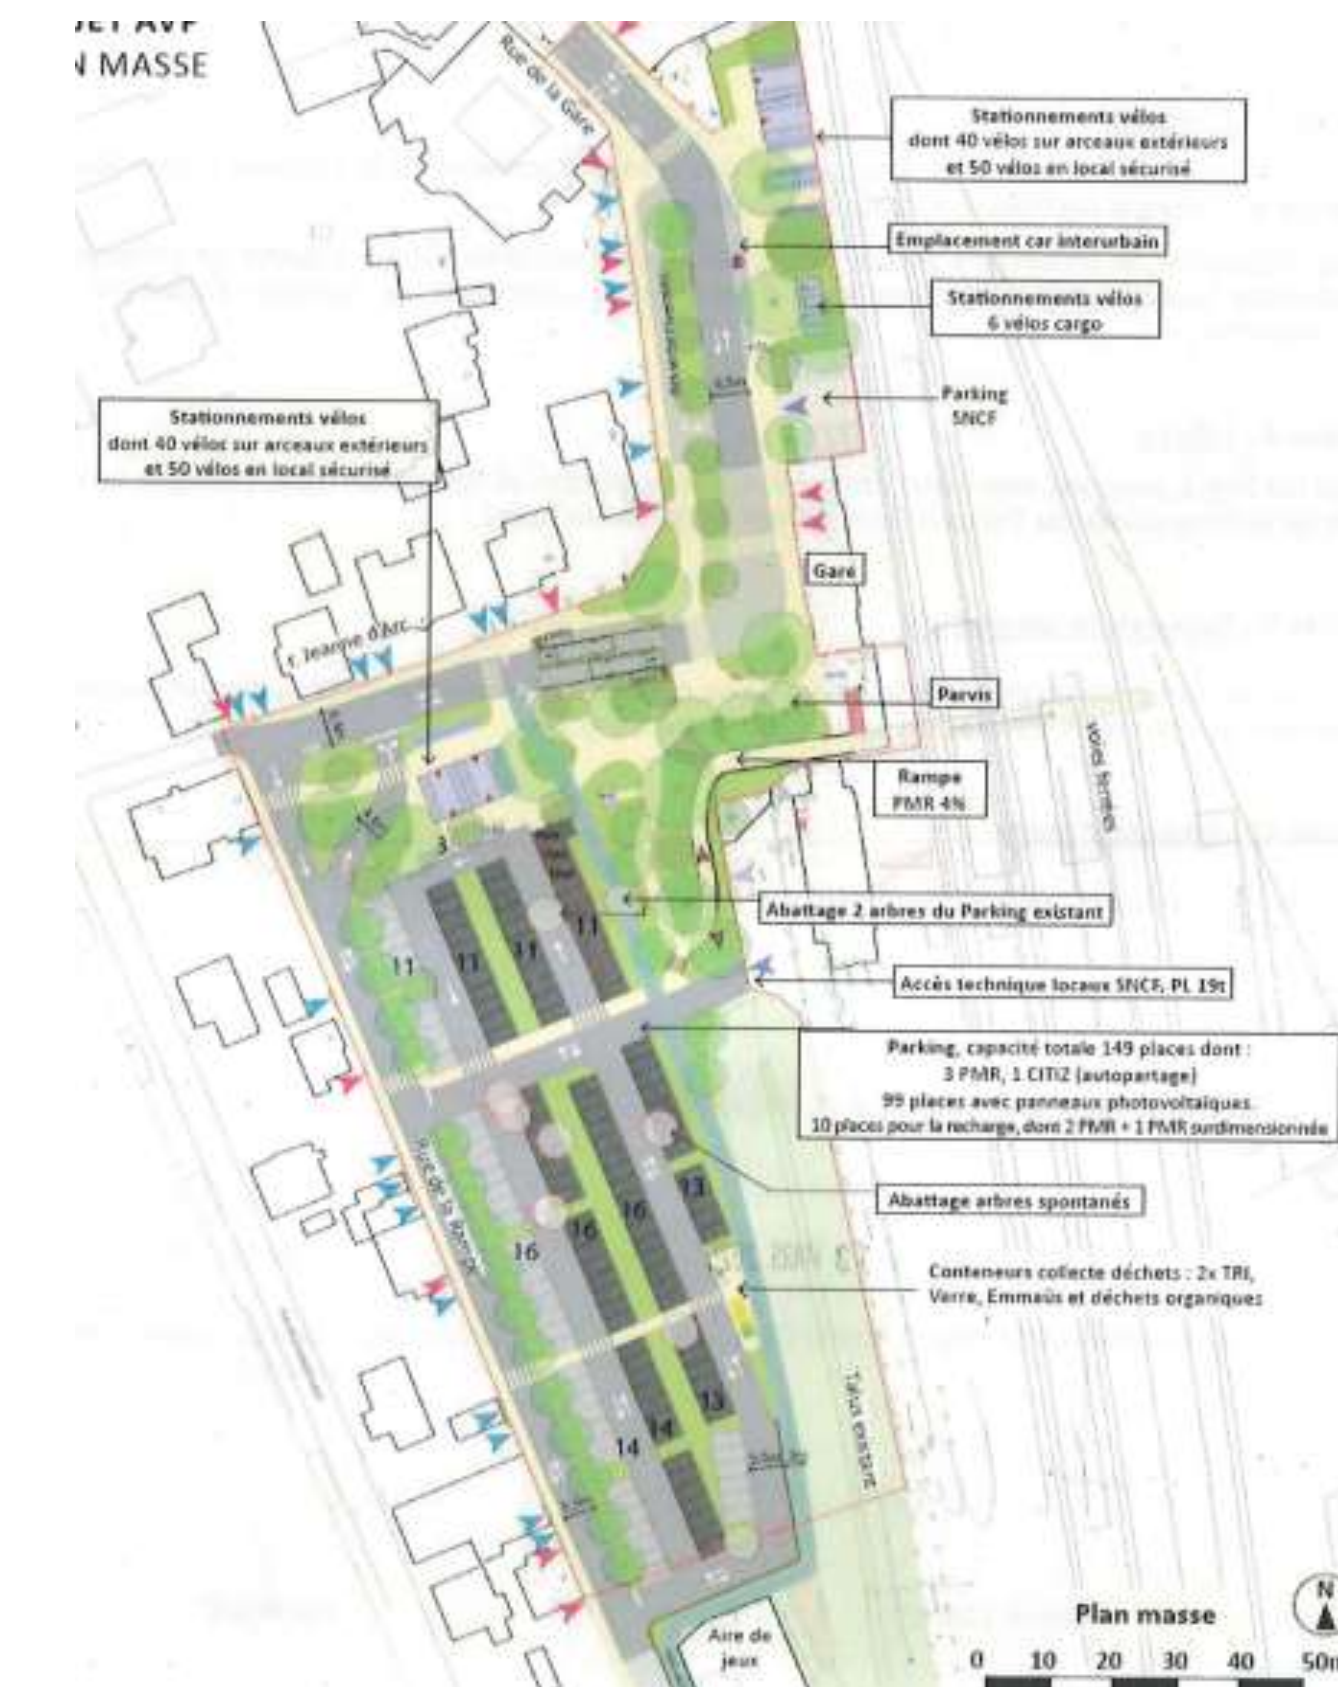 JET AVP
N MASSE
Rue de la Gare
Stationnements vélos
dont 40 vélos sur arceaux extérieurs
et 50 vélos en local sécurisé
Emplacement car interurbain
B
Stationnements vélos
6 vélos cargo
Parking
SNCF
Stationnements vélos
dont 40 vélos sur arceaux extérieurs
et 50 vélos en local sécurisé
Gare
r. Jeanne d'Arc
Parvis
voies ferrées
Rampe
PMR 4%
3
A
Abattage 2 arbres du Parking existant
11
11
11
11
Accès technique locaux SNCF, PL 19t
Parking, capacité totale 149 places dont :
3 PMR, 1 CITIZ (autopartage)
99 places avec panneaux photovoltaïques
10 places pour la recharge, dont 2 PMR + 1 PMR surdimensionnée
Rue de la Rampe
13
Abattage arbres spontanés
16
16
16
Conteneurs collecte déchets : 2x TRI,
Verre, Emmaüs et déchets organiques
13
14
14
Talus existant
Aire de
jeux
Plan masse
N
0 10 20 30 40 50m